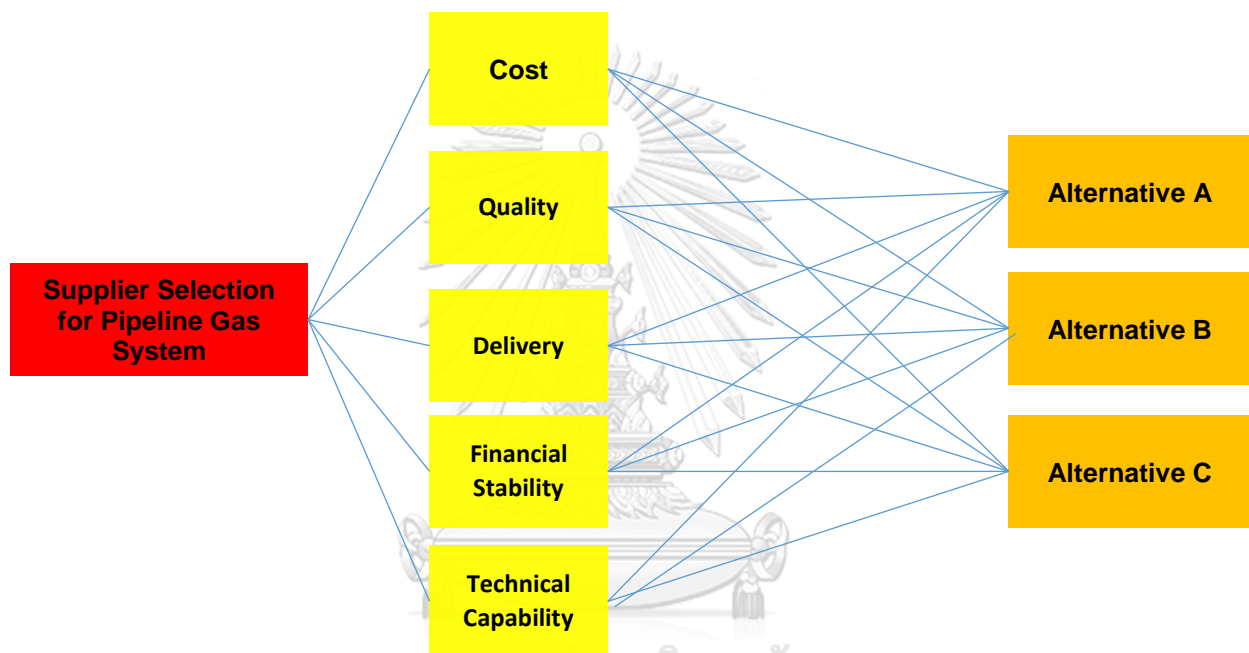 Cost
Quality
Supplier Selection
for Pipeline Gas
System
Delivery
Financial
Stability
Technical
Capability
Alternative A
Alternative B
Alternative C